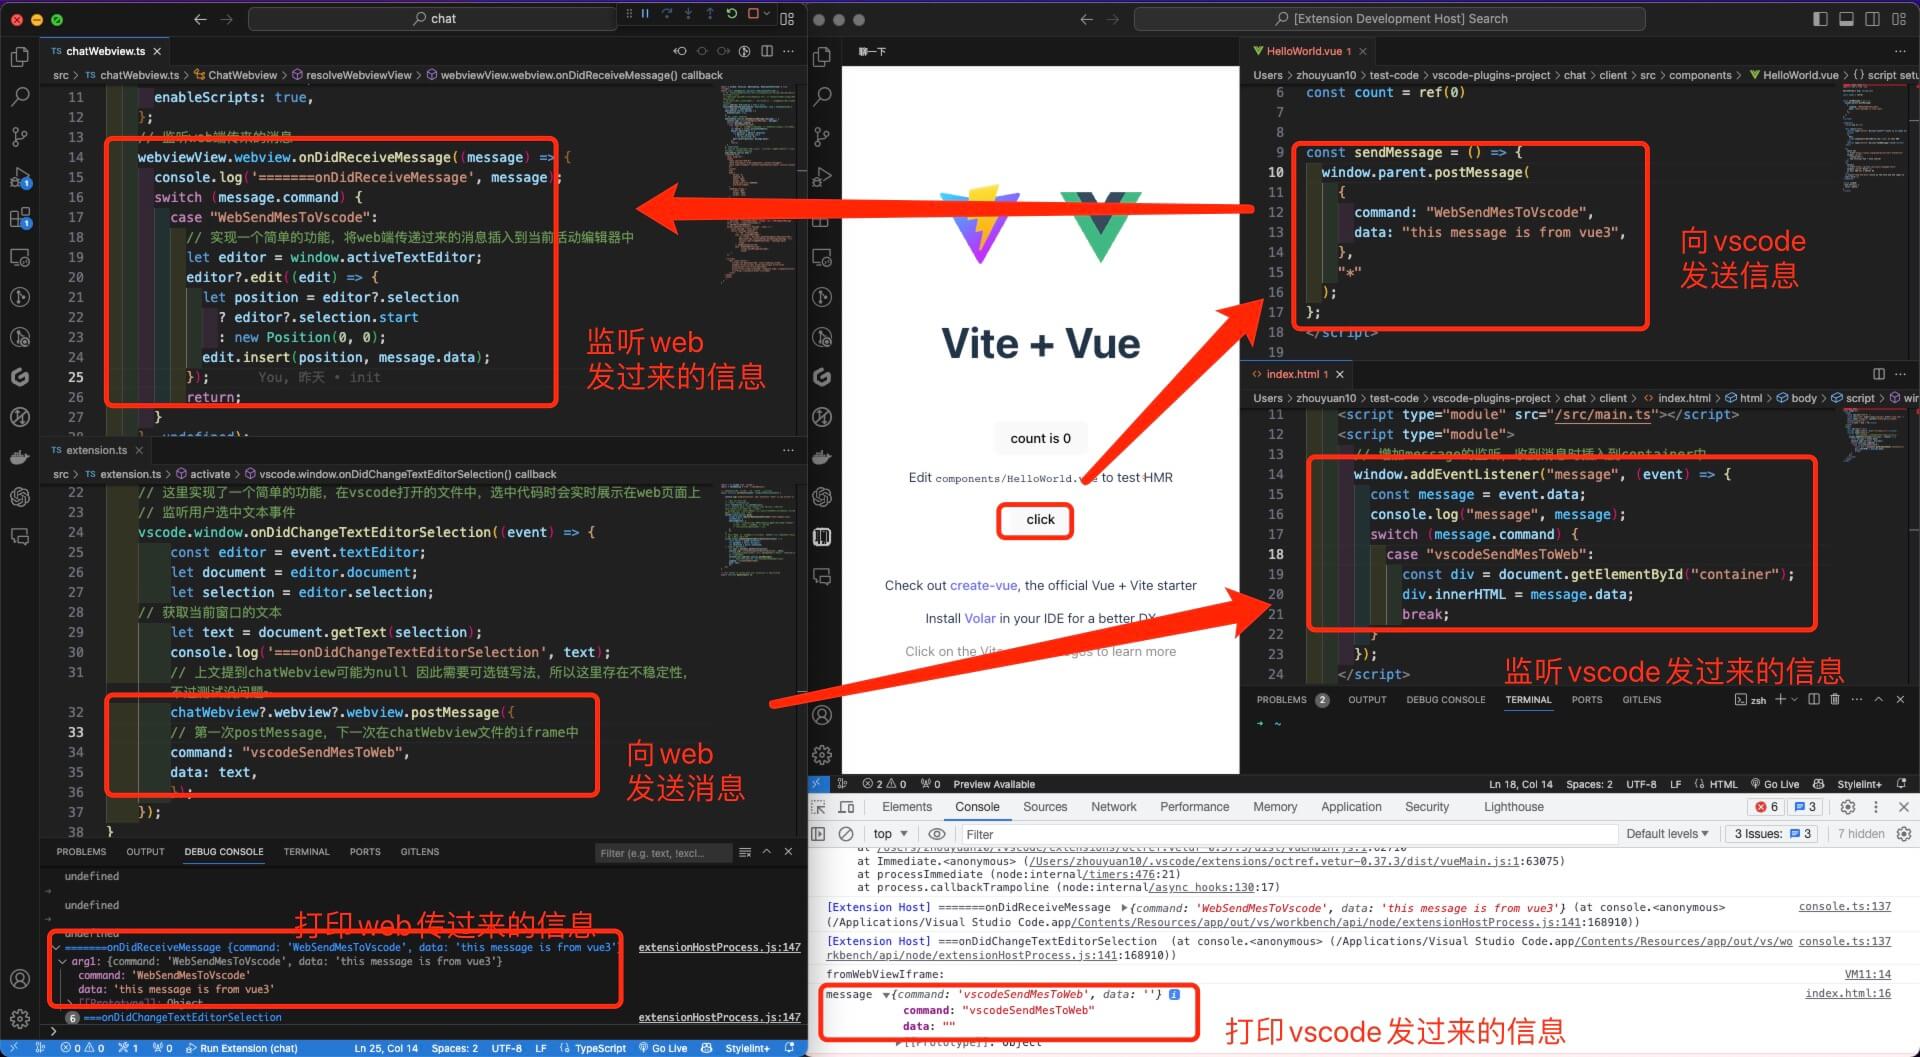 chat
TS chatWebview.ts ×
src > TS chatWebview.ts > ChatWebview > resolveWebviewView > webviewView.webview.onDidReceiveMessage() callback
11 enableScripts: true,
12 };
13 // 监听web端传来的消息
14 webviewView.webview.onDidReceiveMessage((message) => {
15 console.log('=======onDidReceiveMessage', message);
16 switch (message.command) {
17 case "WebSendMesToVscode":
18 // 实现一个简单的功能，将web端传递过来的消息插入到当前活动编辑器中
19 let editor = window.activeTextEditor;
20 editor?.edit((edit) => {
21 let position = editor?.selection
22 ? editor?.selection.start
23 : new Position(0, 0);
24 edit.insert(position, message.data);
25 }); You, 昨天 • init
26 return;
27 }
监听web
发过来的信息
TS extension.ts ×
src > TS extension.ts > activate > vscode.window.onDidChangeTextEditorSelection() callback
22 // 这里实现了一个简单的功能，在vscode打开的文件中，选中代码时会实时展示在web页面上
23 // 监听用户选中文本事件
24 vscode.window.onDidChangeTextEditorSelection((event) => {
25 const editor = event.textEditor;
26 let document = editor.document;
27 let selection = editor.selection;
28 // 获取当前窗口的文本
29 let text = document.getText(selection);
30 console.log('===onDidChangeTextEditorSelection', text);
31 // 上文提到chatWebview可能为null 因此需要可选链写法，所以这里存在不稳定性，
不过测试没问题~
32 chatWebview?.webview?.webview.postMessage({
33 // 第一次postMessage，下一次在chatWebview文件的iframe中
34 command: "vscodeSendMesToWeb",
35 data: text,
36 });
37 });
38 }
向web
发送消息
PROBLEMS OUTPUT DEBUG CONSOLE TERMINAL PORTS GITLENS Filter (e.g. text, !excl...
undefined
undefined
undefined
打印web传过来的信息
=======onDidReceiveMessage {command: 'WebSendMesToVscode', data: 'this message is from vue3' extensionHostProcess.js:147
arg1: {command: 'WebSendMesToVscode', data: 'this message is from vue3'}
command: 'WebSendMesToVscode'
data: 'this message is from vue3'
[[Prototype]]: Object
6 ===onDidChangeTextEditorSelection extensionHostProcess.js:147
0 0 1 0 Run Extension (chat) Ln 25, Col 14 Spaces: 2 UTF-8 LF TypeScript Go Live Stylelint+
[Extension Development Host] Search
聊一下
Vite + Vue
count is 0
Edit components/HelloWorld.vue to test HMR
click
Check out create-vue, the official Vue + Vite starter
Install Volar in your IDE for a better DX
Click on the Vite logos to learn more
HelloWorld.vue 1 ×
Users > zhouyuan10 > test-code > vscode-plugins-project > chat > client > src > components > HelloWorld.vue > {} script setu
6 const count = ref(0)
7
8
9 const sendMessage = () => {
10 window.parent.postMessage(
11 {
12 command: "WebSendMesToVscode",
13 data: "this message is from vue3",
14 },
15 "*"
16 );
17 };
18 </script>
19
向vscode
发送信息
index.html 1 ×
Users > zhouyuan10 > test-code > vscode-plugins-project > chat > client > index.html > html > body > script > wir
11 <script type="module" src="/src/main.ts"></script>
12 <script type="module">
13 // 增加message的监听，收到消息时插入到container中
14 window.addEventListener("message", (event) => {
15 const message = event.data;
16 console.log("message", message);
17 switch (message.command) {
18 case "vscodeSendMesToWeb":
19 const div = document.getElementById("container");
20 div.innerHTML = message.data;
21 break;
22 }
23 });
24 </script>
监听vscode发过来的信息
PROBLEMS 2 OUTPUT DEBUG CONSOLE TERMINAL PORTS GITLENS zsh
→ ~
2 0 0 Preview Available Ln 18, Col 14 Spaces: 2 UTF-8 LF HTML Go Live Stylelint+
Elements Console Sources Network Performance Memory Application Security Lighthouse 6 3
top Filter Default levels 3 Issues: 3 7 hidden
at /Users/zhouyuan10/.vscode/extensions/octref.vetur-0.37.3/dist/vueMain.js:1:62710
at Immediate.<anonymous> (/Users/zhouyuan10/.vscode/extensions/octref.vetur-0.37.3/dist/vueMain.js:1:63075)
at processImmediate (node:internal/timers:476:21)
at process.callbackTrampoline (node:internal/async_hooks:130:17)
[Extension Host] =======onDidReceiveMessage {command: 'WebSendMesToVscode', data: 'this message is from vue3'} (at console.<anonymous> console.ts:137
(/Applications/Visual Studio Code.app/Contents/Resources/app/out/vs/workbench/api/node/extensionHostProcess.js:141:168910))
[Extension Host] ===onDidChangeTextEditorSelection (at console.<anonymous> (/Applications/Visual Studio Code.app/Contents/Resources/app/out/vs/wo console.ts:137
rkbench/api/node/extensionHostProcess.js:141:168910))
fromWebViewIframe: VM11:14
message {command: 'vscodeSendMesToWeb', data: ''} index.html:16
command: "vscodeSendMesToWeb"
data: ""
[[Prototype]]: Object
打印vscode发过来的信息